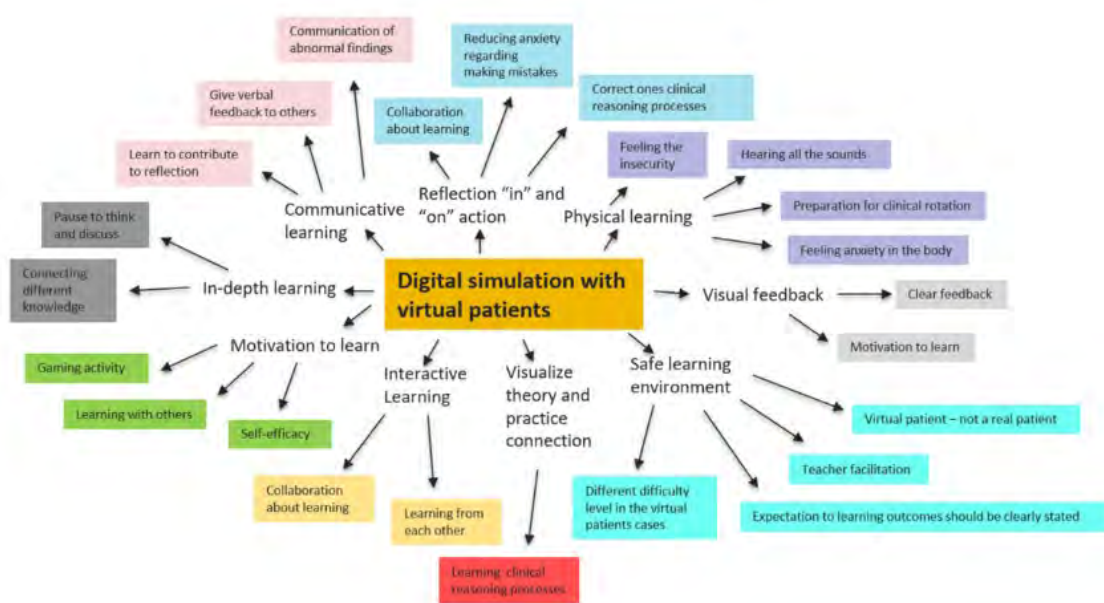 Communication of
abnormal findings
Reducing anxiety
regarding
making mistakes
Give verbal
feedback to others
Collaboration
about learning
Correct ones clinical
reasoning processes
Learn to contribute
to reflection
Feeling the
insecurity
Hearing all the sounds
Communicative
learning
Reflection "in" and
"on" action
Physical learning
Preparation for clinical rotation
Feeling anxiety in the body
Pause to think
and discuss
Connecting
different
knowledge
In-depth learning
Digital simulation with
virtual patients
Visual feedback
Clear feedback
Motivation to learn
Motivation to learn
Interactive
Learning
Visualize
theory and
practice
connection
Safe learning
environment
Gaming activity
Learning with others
Self-efficacy
Collaboration
about learning
Learning from
each other
Learning clinical
reasoning processes
Different difficulty
level in the virtual
patients cases
Virtual patient – not a real patient
Teacher facilitation
Expectation to learning outcomes should be clearly stated